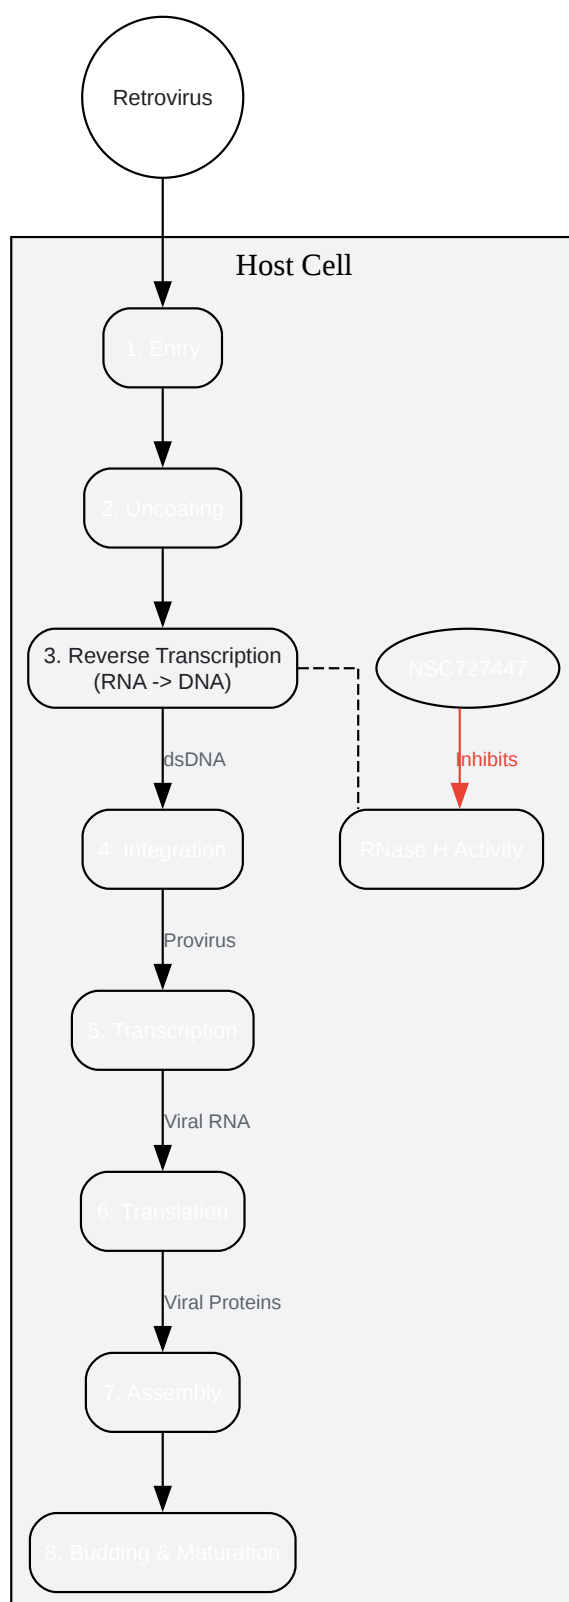 Retrovirus
Host Cell
1. Entry
2. Uncoating
3. Reverse Transcription
(RNA -> DNA)
NSC727447
dsDNA
Inhibits
4. Integration
RNase H Activity
Provirus
5. Transcription
Viral RNA
6. Translation
Viral Proteins
7. Assembly
8. Budding & Maturation